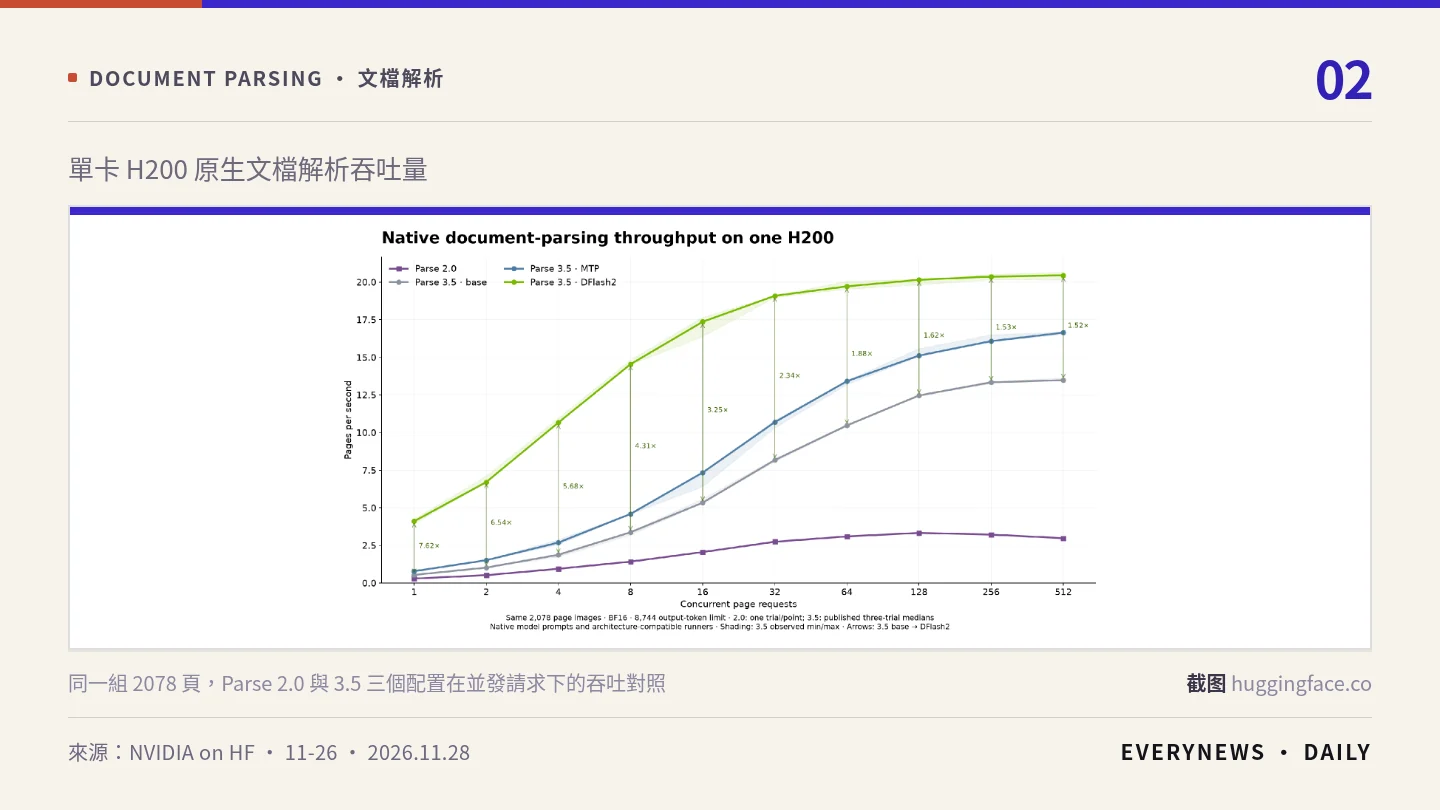 DOCUMENT PARSING · 文檔解析
02
單卡 H200 原生文檔解析吞吐量
Native document-parsing throughput on one H200
Parse 2.0
Parse 3.5 · base
Parse 3.5 · MTP
Parse 3.5 · DFlash2
Pages per second
20.0
17.5
15.0
12.5
10.0
7.5
5.0
2.5
0.0
7.62×
6.54×
5.68×
4.31×
3.25×
2.34×
1.88×
1.62×
1.53×
1.52×
1 2 4 8 16 32 64 128 256 512
Concurrent page requests
Same 2,078 page images · BF16 · 8,744 output-token limit · 2.0: one trial/point; 3.5: published three-trial medians
Native model prompts and architecture-compatible runners · Shading: 3.5 observed min/max · Arrows: 3.5 base → DFlash2
同一組 2078 頁，Parse 2.0 與 3.5 三個配置在並發請求下的吞吐對照
截图 huggingface.co
來源：NVIDIA on HF · 11-26 · 2026.11.28
EVERYNEWS · DAILY